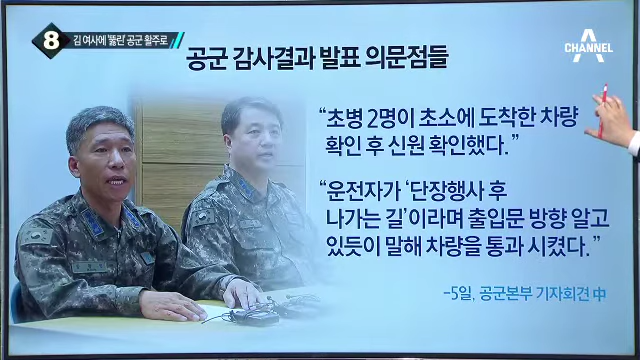 8 김 여사에 '뚫린' 공군 활주로
CHANNEL A
공군 감사결과 발표 의문점들
“초병 2명이 초소에 도착한 차량
확인 후 신원 확인했다.”
“운전자가 ‘단장행사 후
나가는 길’이라며 출입문 방향 알고
있듯이 말해 차량을 통과 시켰다.”
-5일, 공군본부 기자회견 中